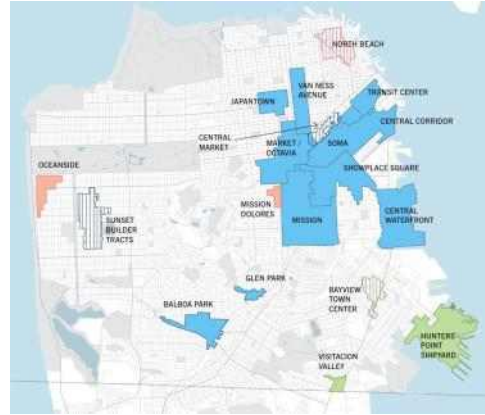 NORTH BEACH
VAN NESS
AVENUE
TRANSIT CENTER
JAPANTOWN
CENTRAL CORRIDOR
CENTRAL
MARKET
MARKET /
OCTAVIA
SOMA
OCEANSIDE
SHOWPLACE SQUARE
MISSION
DOLORES
MISSION
CENTRAL
WATERFRONT
SUNSET
BUILDER
TRACTS
GLEN PARK
BAYVIEW
TOWN
CENTER
BALBOA PARK
HUNTERS
POINT
SHIPYARD
VISITACION
VALLEY